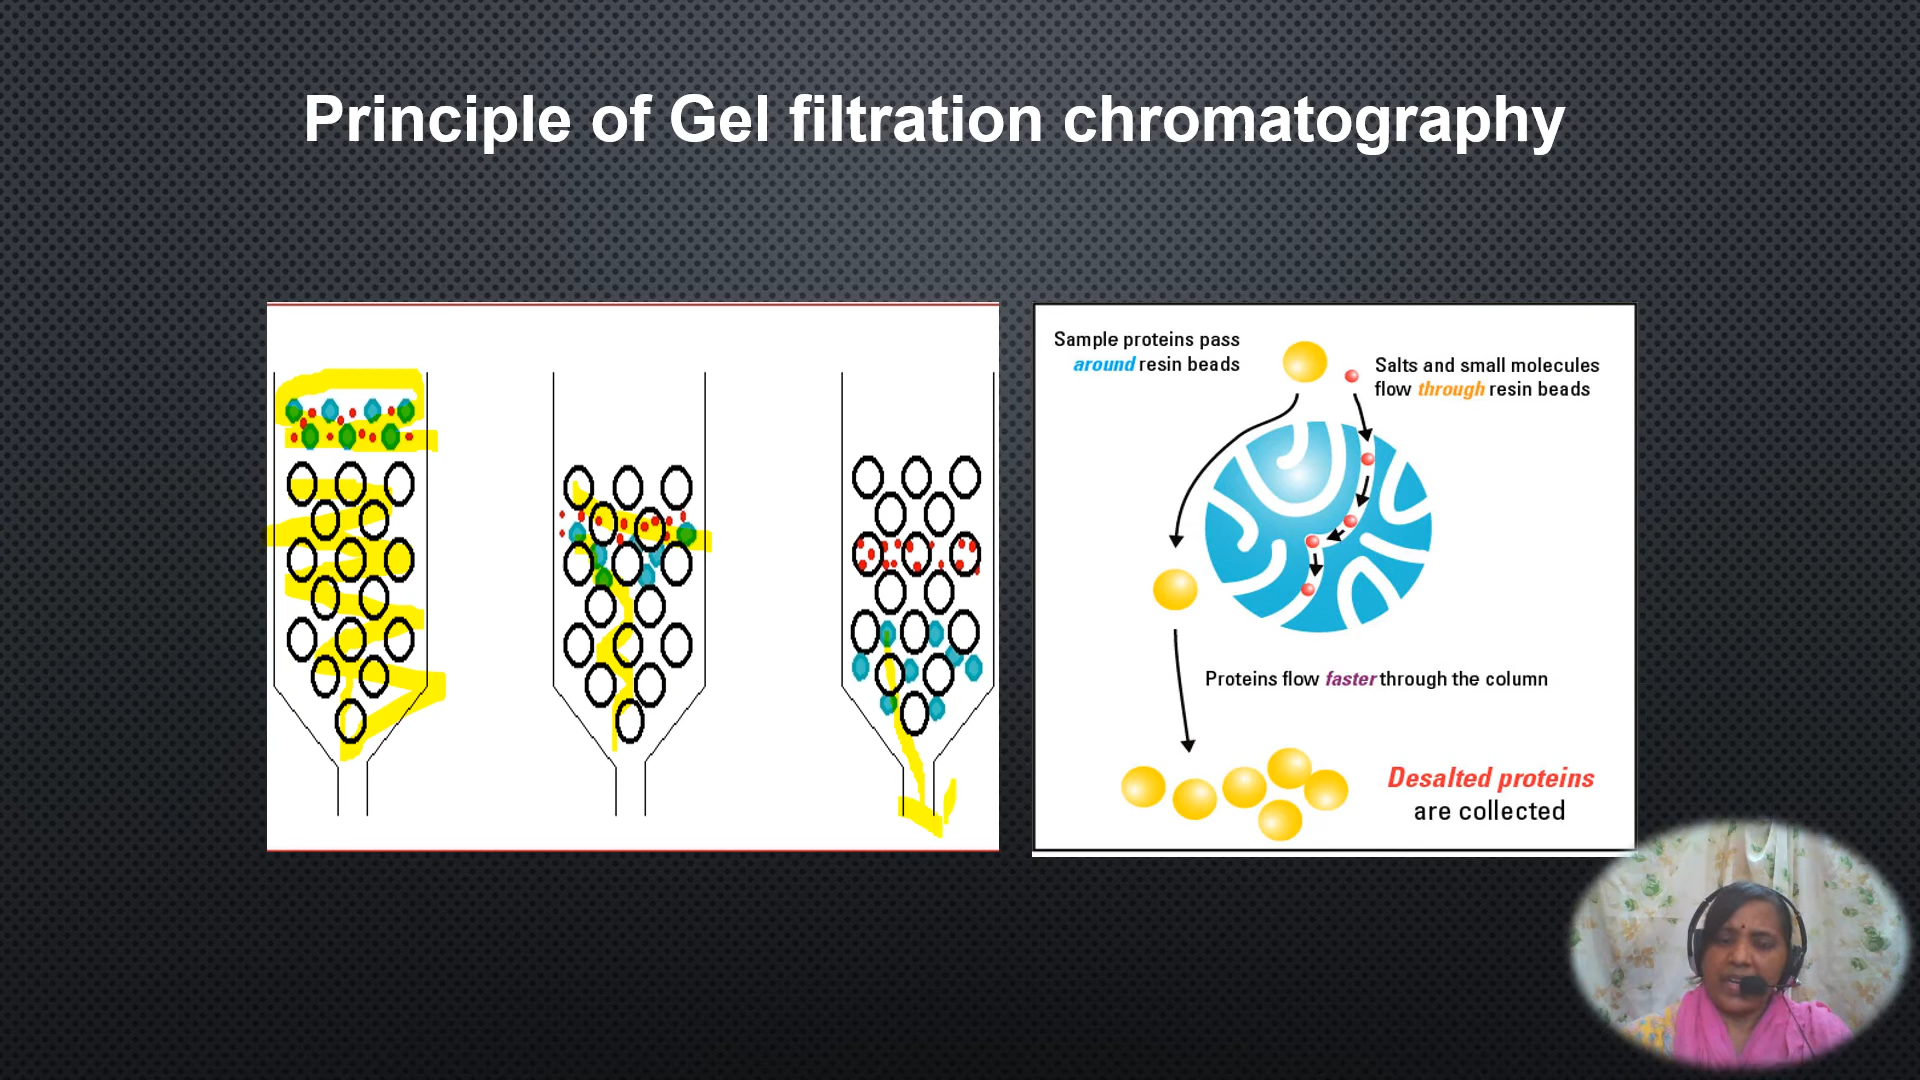 Principle of Gel filtration chromatography
Sample proteins pass
around resin beads
Salts and small molecules
flow through resin beads
Proteins flow faster through the column
Desalted proteins
are collected